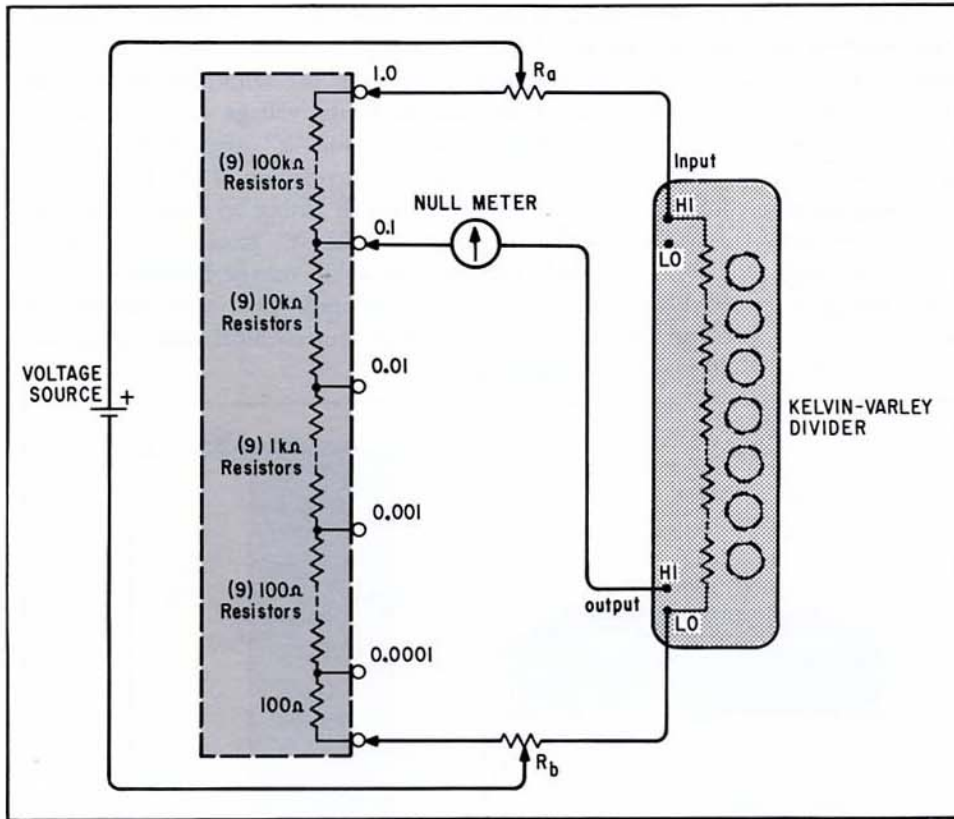 1.0
Ra
(9) 100kΩ
Resistors
Input
HI
NULL METER
0.1
LO
(9) 10kΩ
Resistors
VOLTAGE
SOURCE
+
0.01
KELVIN-VARLEY
DIVIDER
(9) 1kΩ
Resistors
0.001
(9) 100Ω
Resistors
HI
output
LO
0.0001
100Ω
Rb